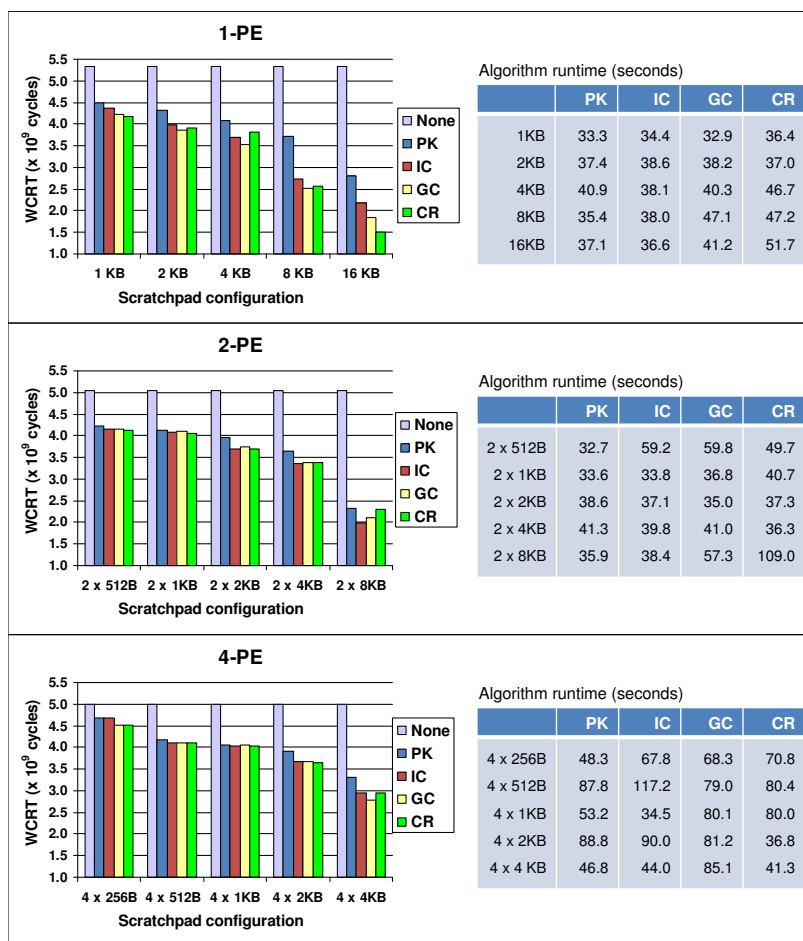 1-PE
WCRT (x 10⁹ cycles)
5.5
5.0
4.5
4.0
3.5
3.0
2.5
2.0
1.5
1.0
1 KB 2 KB 4 KB 8 KB 16 KB
Scratchpad configuration
None
PK
IC
GC
CR
Algorithm runtime (seconds)
PK IC GC CR
1KB 33.3 34.4 32.9 36.4
2KB 37.4 38.6 38.2 37.0
4KB 40.9 38.1 40.3 46.7
8KB 35.4 38.0 47.1 47.2
16KB 37.1 36.6 41.2 51.7
2-PE
WCRT (x 10⁹ cycles)
5.5
5.0
4.5
4.0
3.5
3.0
2.5
2.0
1.5
1.0
2 x 512B 2 x 1KB 2 x 2KB 2 x 4KB 2 x 8KB
Scratchpad configuration
None
PK
IC
GC
CR
Algorithm runtime (seconds)
PK IC GC CR
2 x 512B 32.7 59.2 59.8 49.7
2 x 1KB 33.6 33.8 36.8 40.7
2 x 2KB 38.6 37.1 35.0 37.3
2 x 4KB 41.3 39.8 41.0 36.3
2 x 8KB 35.9 38.4 57.3 109.0
4-PE
WCRT (x 10⁹ cycles)
5.5
5.0
4.5
4.0
3.5
3.0
2.5
2.0
1.5
1.0
4 x 256B 4 x 512B 4 x 1KB 4 x 2KB 4 x 4KB
Scratchpad configuration
None
PK
IC
GC
CR
Algorithm runtime (seconds)
PK IC GC CR
4 x 256B 48.3 67.8 68.3 70.8
4 x 512B 87.8 117.2 79.0 80.4
4 x 1KB 53.2 34.5 80.1 80.0
4 x 2KB 88.8 90.0 81.2 36.8
4 x 4 KB 46.8 44.0 85.1 41.3